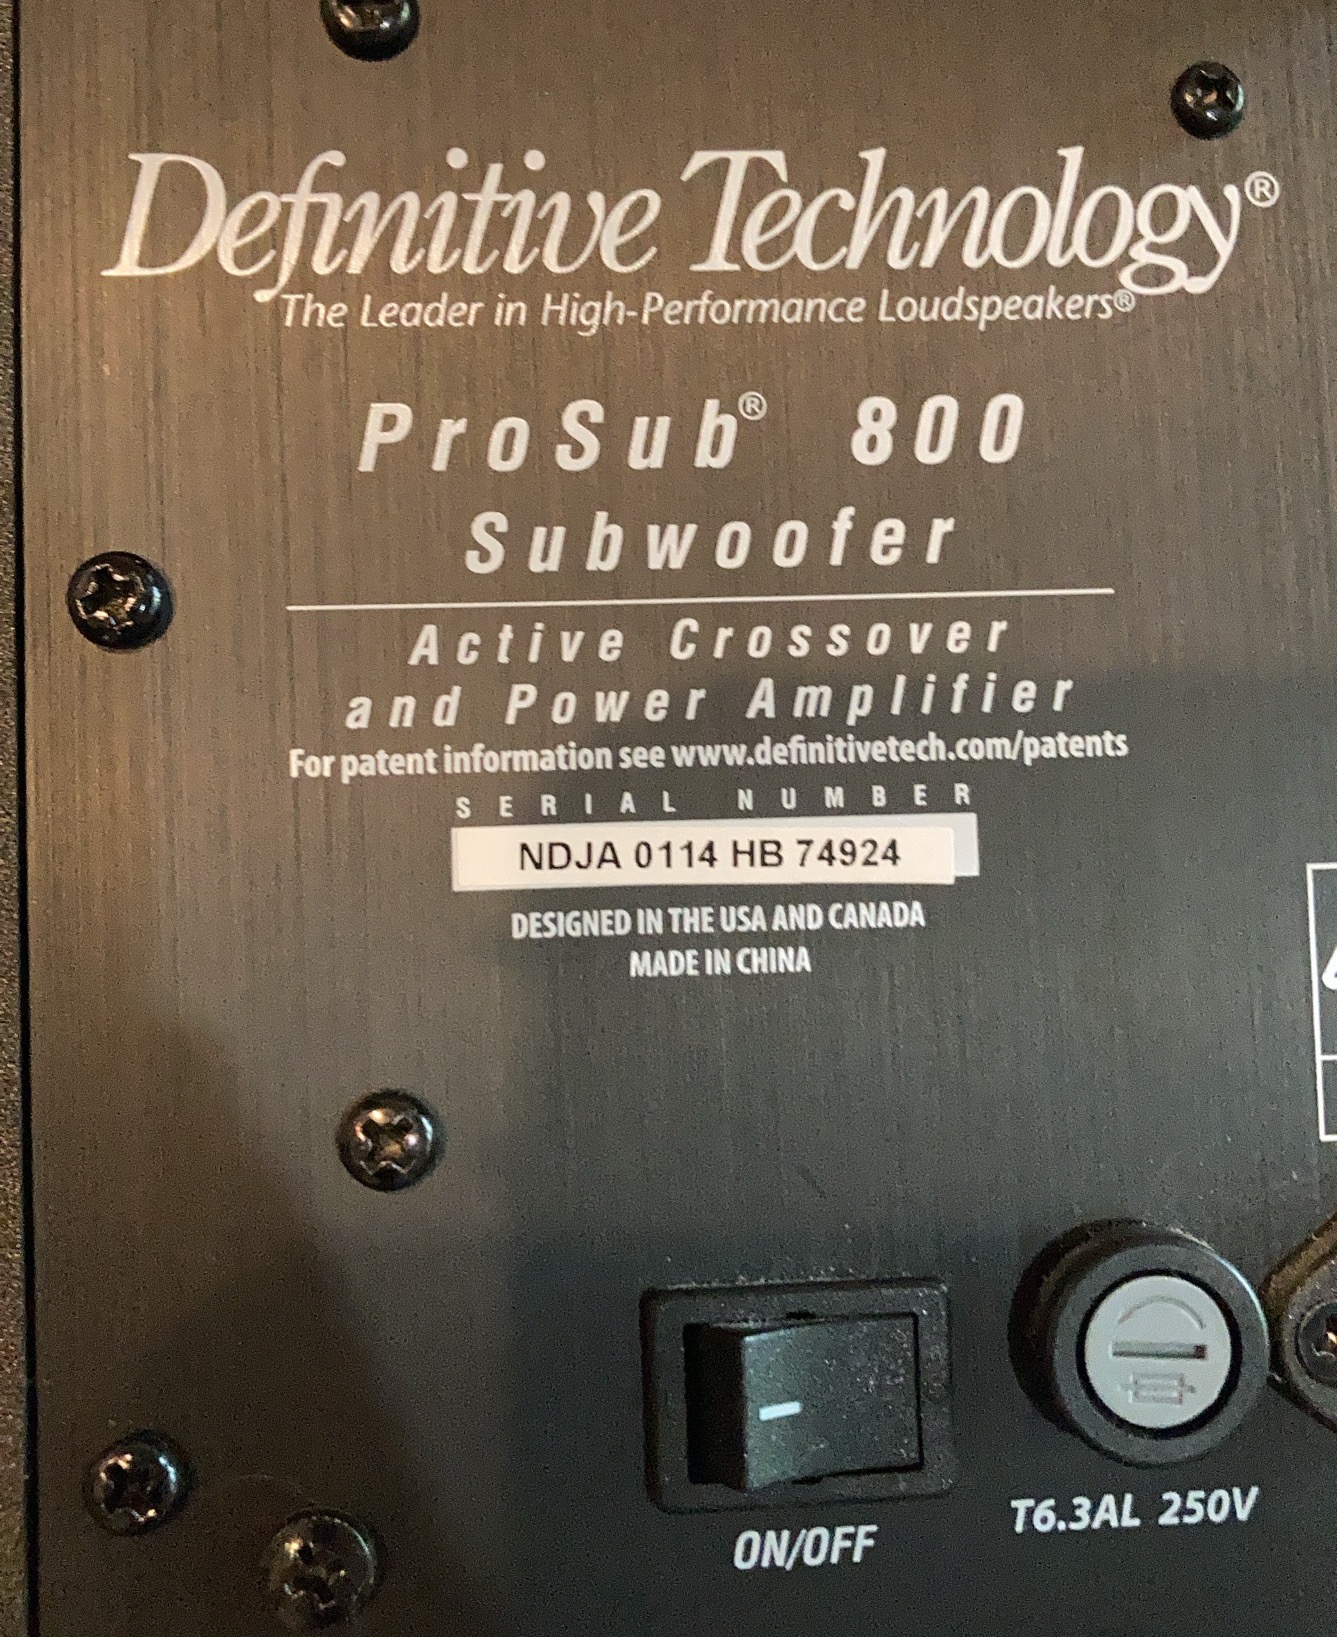 Definitive Technology®
The Leader in High-Performance Loudspeakers®
ProSub® 800
Subwoofer
Active Crossover
and Power Amplifier
For patent information see www.definitivetech.com/patents
SERIAL NUMBER
NDJA 0114 HB 74924
DESIGNED IN THE USA AND CANADA
MADE IN CHINA
ON/OFF
T6.3AL 250V